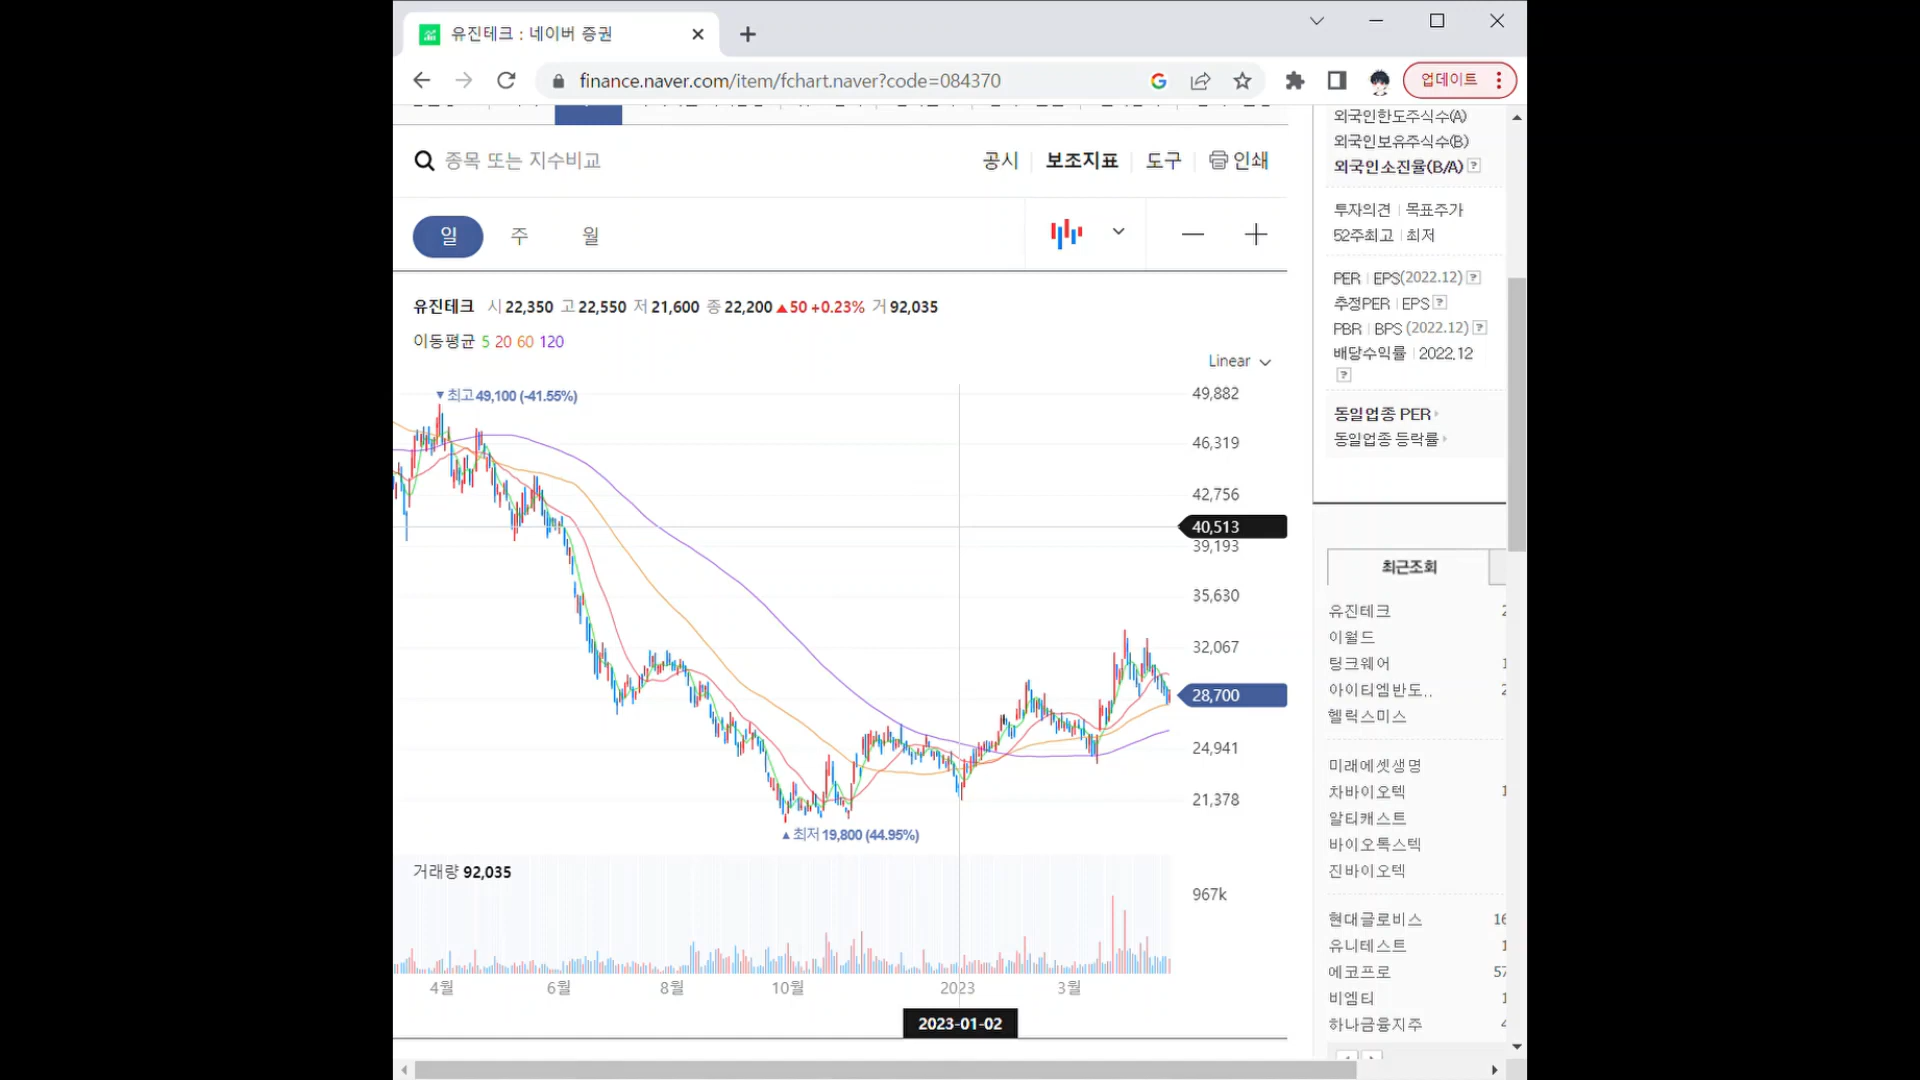 유진테크 : 네이버 증권
finance.naver.com/item/fchart.naver?code=084370
업데이트
종목 또는 지수비교
공시 보조지표 도구 인쇄
일 주 월
유진테크 시 22,350 고 22,550 저 21,600 종 22,200 ▲50 +0.23% 거 92,035
이동평균 5 20 60 120
Linear
▼최고 49,100 (-41.55%)
49,882
46,319
42,756
40,513
39,193
35,630
32,067
28,700
24,941
21,378
▲최저 19,800 (44.95%)
거래량 92,035
967k
4월 6월 8월 10월 2023 3월
2023-01-02
외국인한도주식수(A)
외국인보유주식수(B)
외국인소진율(B/A) ?
투자의견 | 목표주가
52주최고 | 최저
PER | EPS(2022.12) ?
추정PER | EPS ?
PBR | BPS (2022.12) ?
배당수익률 | 2022.12
?
동일업종 PER
동일업종 등락률
최근조회
유진테크
이월드
팅크웨어
아이티엠반도..
헬릭스미스
미래에셋생명
차바이오텍
알티캐스트
바이오톡스텍
진바이오텍
현대글로비스 16
유니테스트 1
에코프로 57
비엠티 1
하나금융지주 4